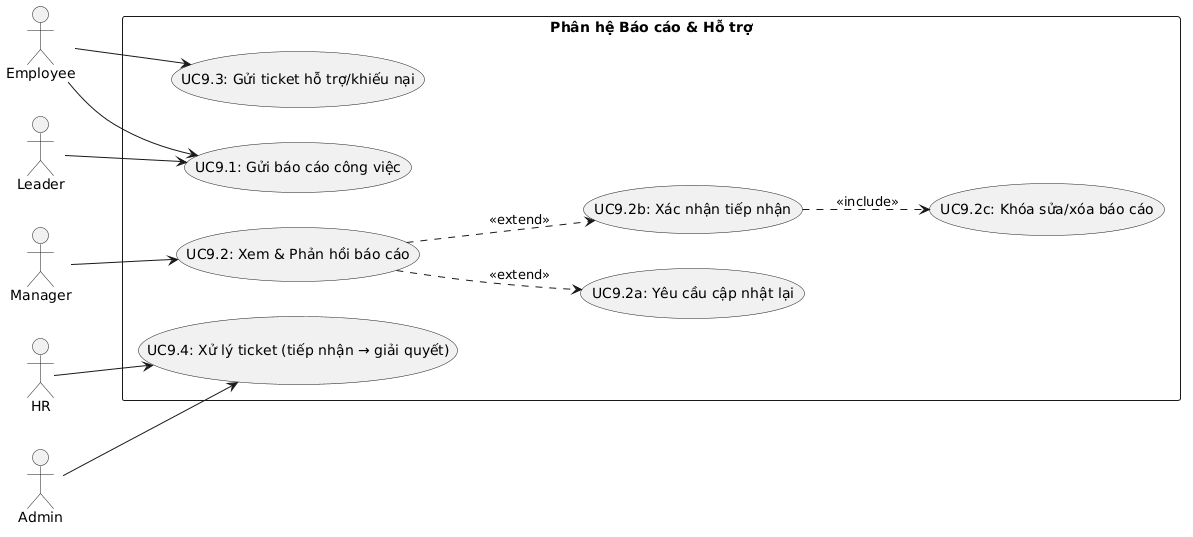 Phân hệ Báo cáo & Hỗ trợ
Employee
UC9.3: Gửi ticket hỗ trợ/khiếu nại
Leader
UC9.1: Gửi báo cáo công việc
Manager
UC9.2: Xem & Phản hồi báo cáo
«extend»
UC9.2b: Xác nhận tiếp nhận
«include»
UC9.2c: Khóa sửa/xóa báo cáo
«extend»
UC9.2a: Yêu cầu cập nhật lại
HR
UC9.4: Xử lý ticket (tiếp nhận → giải quyết)
Admin